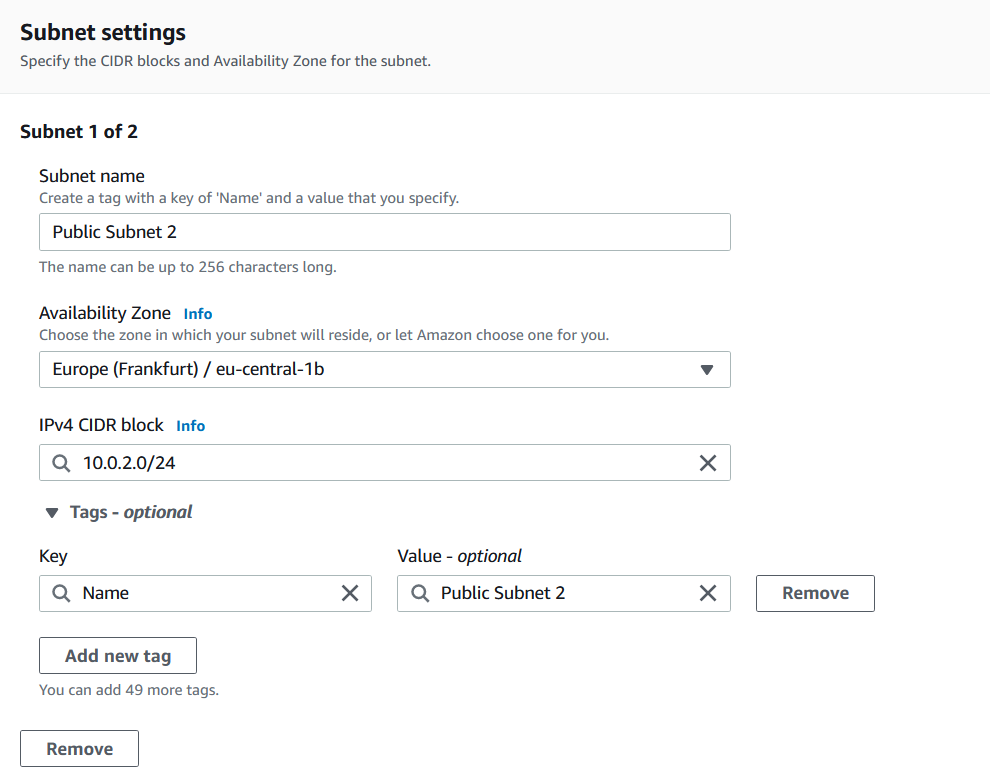 Subnet settings
Specify the CIDR blocks and Availability Zone for the subnet.
Subnet 1 of 2
Subnet name
Create a tag with a key of 'Name' and a value that you specify.
Public Subnet 2
The name can be up to 256 characters long.
Availability Zone Info
Choose the zone in which your subnet will reside, or let Amazon choose one for you.
Europe (Frankfurt) / eu-central-1b
IPv4 CIDR block Info
10.0.2.0/24
Tags - optional
Key Value - optional
Name Public Subnet 2 Remove
Add new tag
You can add 49 more tags.
Remove